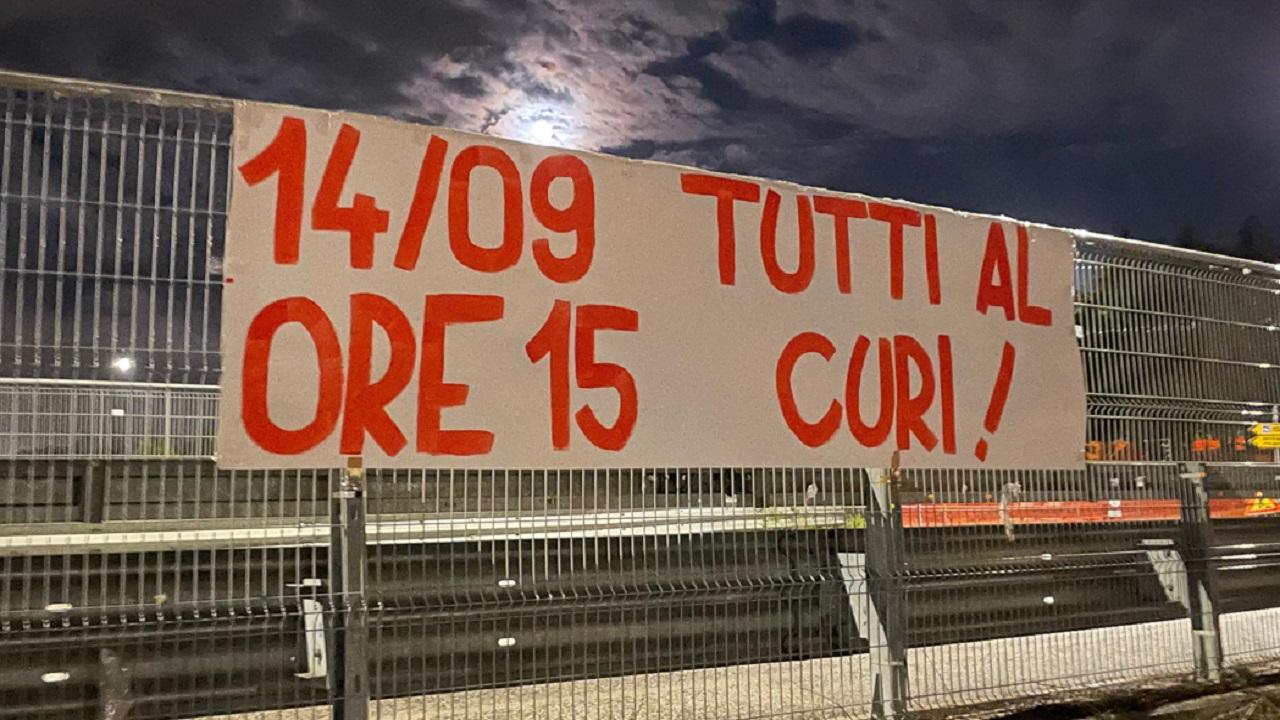 14/09 TUTTI AL
ORE 15 CURI!